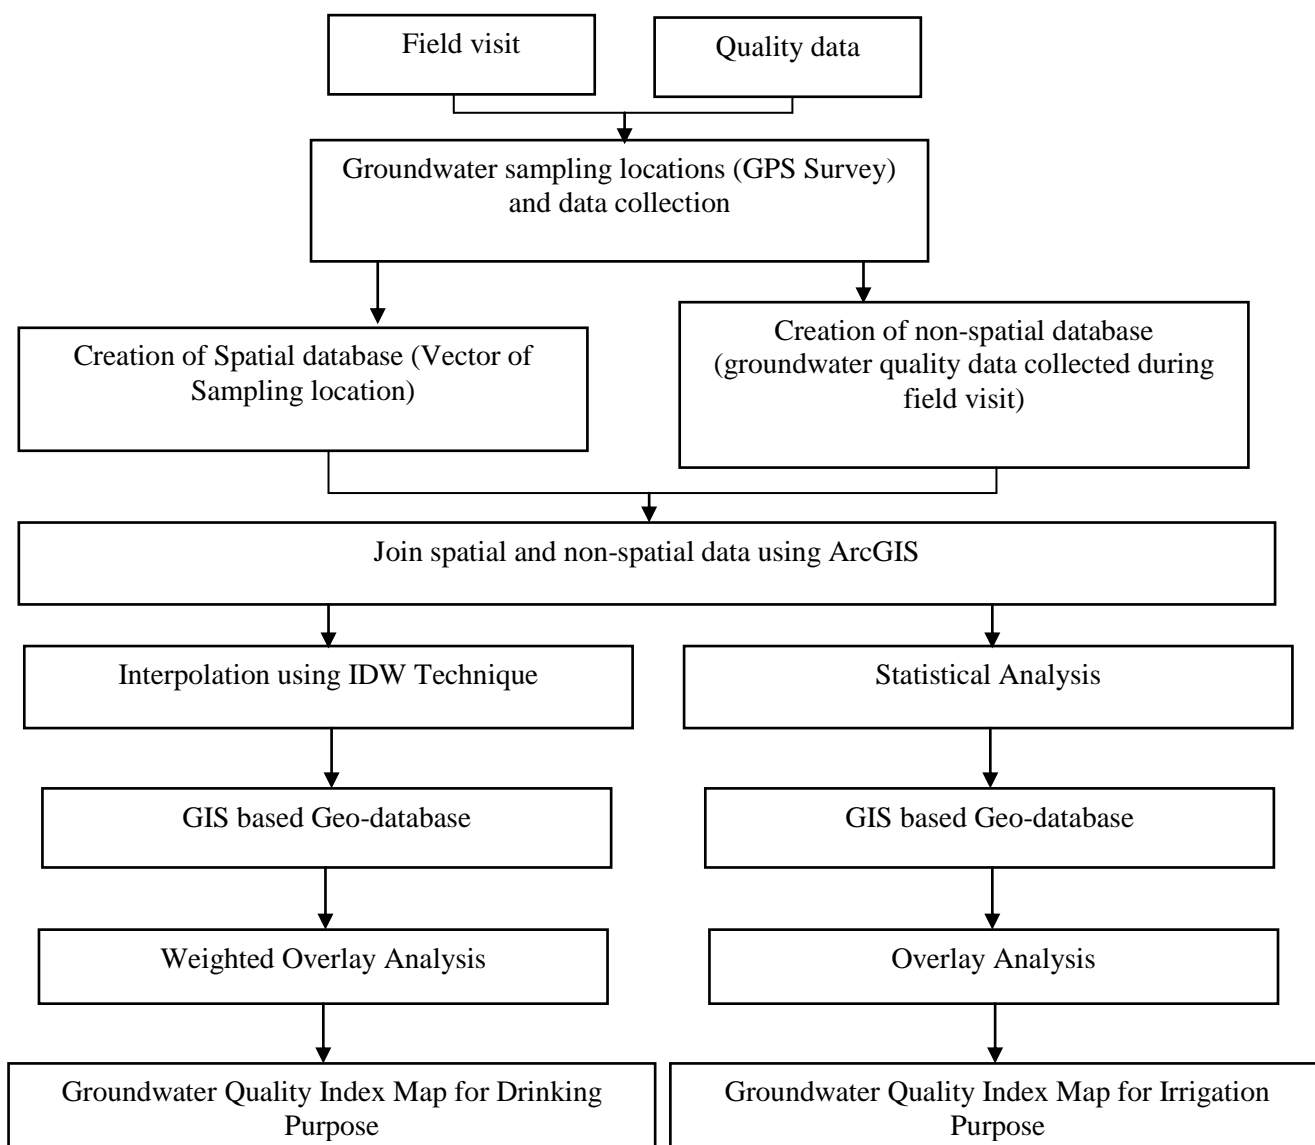 Field visit
Quality data
Groundwater sampling locations (GPS Survey)
and data collection
Creation of Spatial database (Vector of
Sampling location)
Creation of non-spatial database
(groundwater quality data collected during
field visit)
Join spatial and non-spatial data using ArcGIS
Interpolation using IDW Technique
Statistical Analysis
GIS based Geo-database
GIS based Geo-database
Weighted Overlay Analysis
Overlay Analysis
Groundwater Quality Index Map for Drinking
Purpose
Groundwater Quality Index Map for Irrigation
Purpose